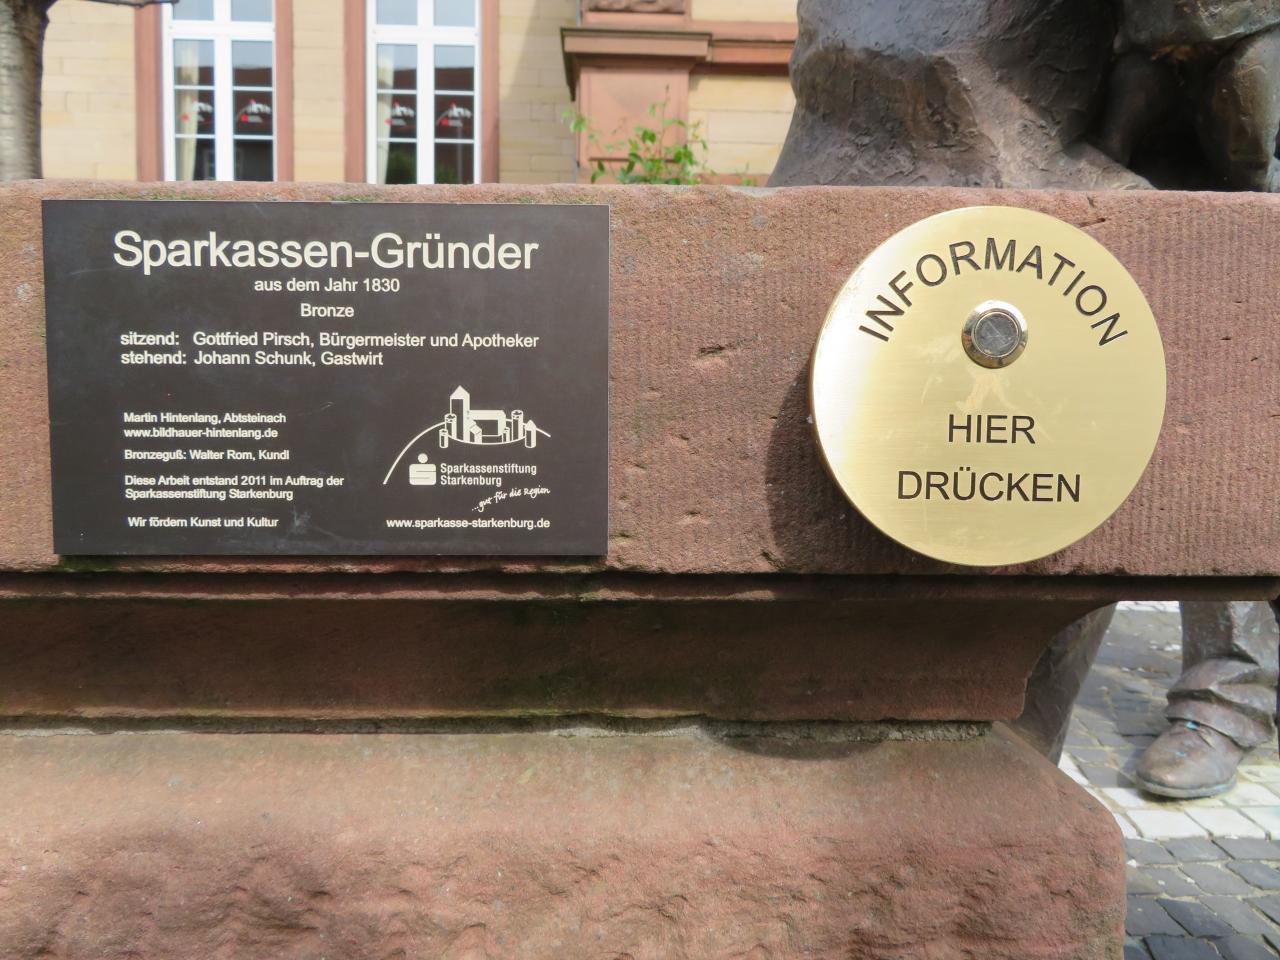 Sparkassen-Gründer
aus dem Jahr 1830
Bronze
sitzend: Gottfried Pirsch, Bürgermeister und Apotheker
stehend: Johann Schunk, Gastwirt
Martin Hintenlang, Abtsteinach
www.bildhauer-hintenlang.de
Bronzeguß: Walter Rom, Kundl
Diese Arbeit entstand 2011 im Auftrag der
Sparkassenstiftung Starkenburg
Wir fördern Kunst und Kultur
Sparkassenstiftung
Starkenburg
...gut für die Region
www.sparkasse-starkenburg.de
INFORMATION
HIER
DRÜCKEN